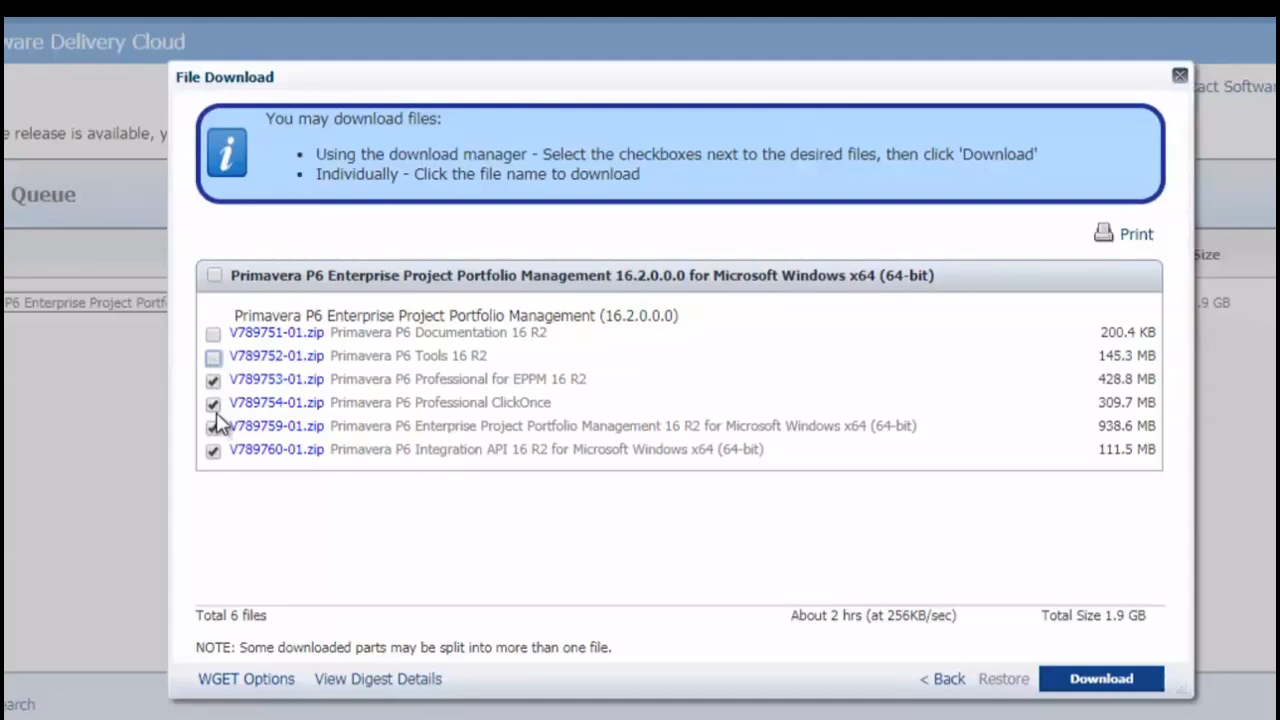 ware Delivery Cloud
File Download
tact Softwar
You may download files:
e release is available, y
Using the download manager - Select the checkboxes next to the desired files, then click 'Download'
Individually - Click the file name to download
Queue
Print
Size
Primavera P6 Enterprise Project Portfolio Management 16.2.0.0.0 for Microsoft Windows x64 (64-bit)
P6 Enterprise Project Portf
.9 GB
Primavera P6 Enterprise Project Portfolio Management (16.2.0.0.0)
V789751-01.zip Primavera P6 Documentation 16 R2 200.4 KB
V789752-01.zip Primavera P6 Tools 16 R2 145.3 MB
V789753-01.zip Primavera P6 Professional for EPPM 16 R2 428.8 MB
V789754-01.zip Primavera P6 Professional ClickOnce 309.7 MB
V789759-01.zip Primavera P6 Enterprise Project Portfolio Management 16 R2 for Microsoft Windows x64 (64-bit) 938.6 MB
V789760-01.zip Primavera P6 Integration API 16 R2 for Microsoft Windows x64 (64-bit) 111.5 MB
Total 6 files About 2 hrs (at 256KB/sec) Total Size 1.9 GB
NOTE: Some downloaded parts may be split into more than one file.
WGET Options View Digest Details < Back Restore Download
earch